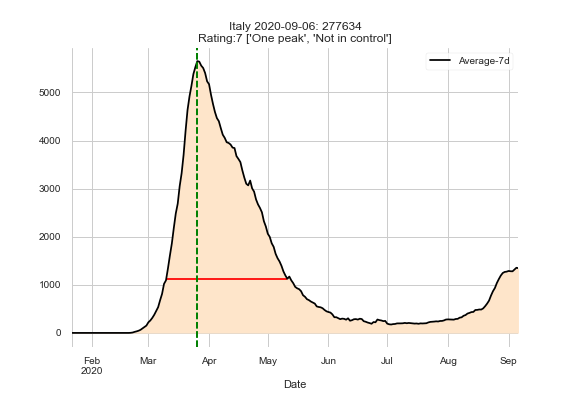 Italy 2020-09-06: 277634
Rating:7 ['One peak', 'Not in control']
Average-7d
5000
4000
3000
2000
1000
0
Feb Mar Apr May Jun Jul Aug Sep
2020
Date